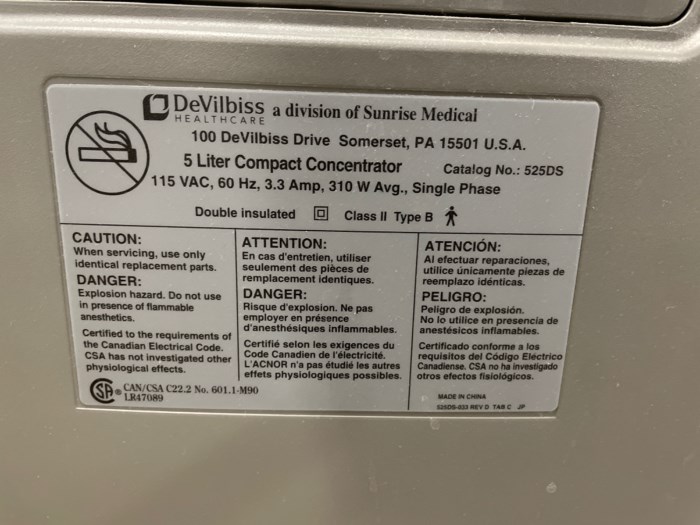 DeVilbiss a division of Sunrise Medical
HEALTHCARE
100 DeVilbiss Drive Somerset, PA 15501 U.S.A.
5 Liter Compact Concentrator Catalog No.: 525DS
115 VAC, 60 Hz, 3.3 Amp, 310 W Avg., Single Phase
Double insulated Class II Type B
CAUTION:
When servicing, use only
identical replacement parts.
DANGER:
Explosion hazard. Do not use
in presence of flammable
anesthetics.
Certified to the requirements of
the Canadian Electrical Code.
CSA has not investigated other
physiological effects.
CSA® CAN/CSA C22.2 No. 601.1-M90
LR47089
ATTENTION:
En cas d'entretien, utiliser
seulement des pièces de
remplacement identiques.
DANGER:
Risque d'explosion. Ne pas
employer en présence
d'anesthésiques inflammables.
Certifié selon les exigences du
Code Canadien de l'électricité.
L'ACNOR n'a pas étudié les autres
effets physiologiques possibles.
ATENCIÓN:
Al efectuar reparaciones,
utilice únicamente piezas de
reemplazo idénticas.
PELIGRO:
Peligro de explosión.
No lo utilice en presencia de
anestésicos inflamables.
Certificado conforme a los
requisitos del Código Eléctrico
Canadiense. CSA no ha investigado
otros efectos fisiológicos.
MADE IN CHINA
525DS-833 REV D TAB C JP